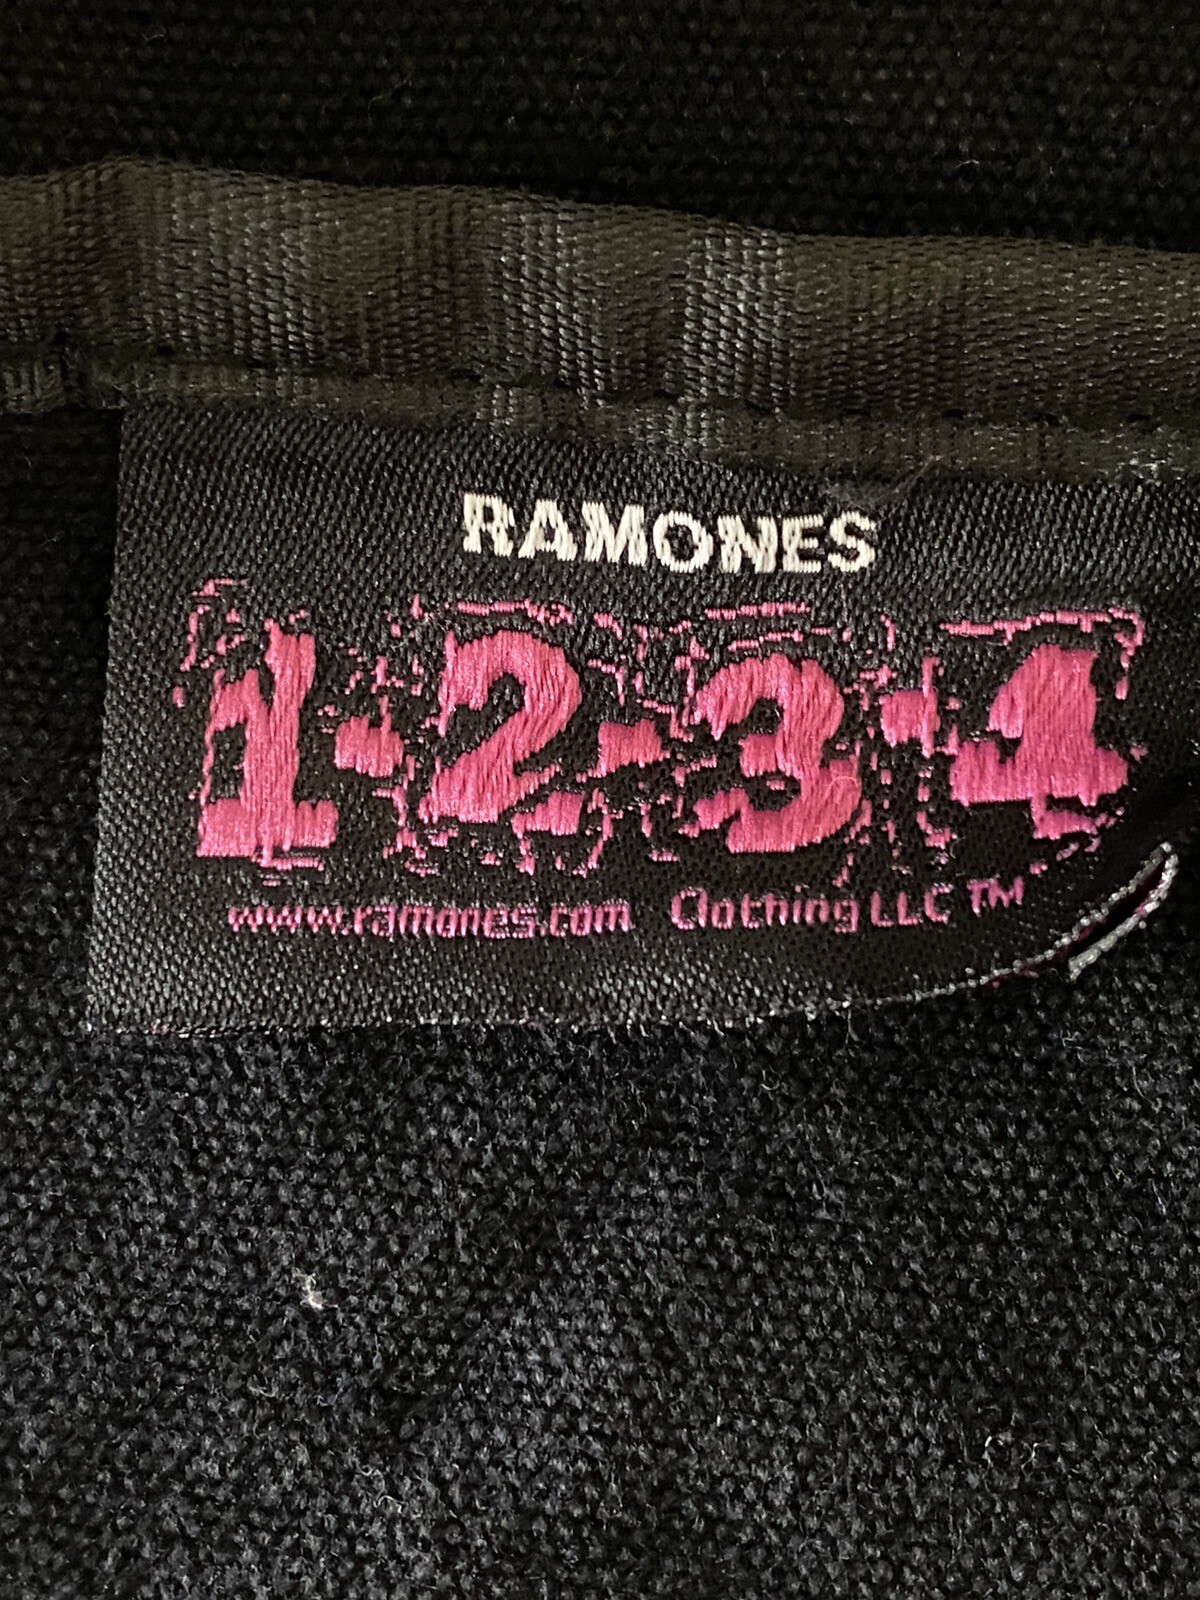 RAMONES
1-2-3-4
www.ramones.com Clothing LLC ™